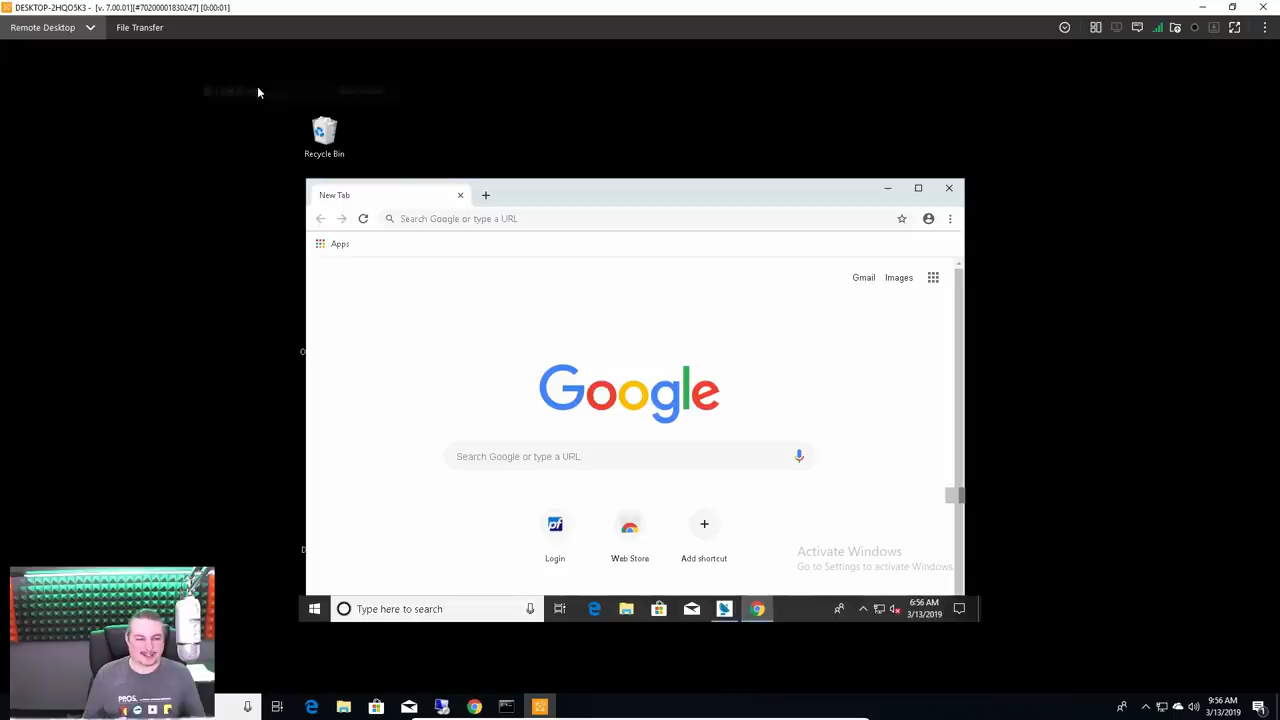 DESKTOP-2HQO5K3 - [v. 7.00.01][#70200001830247] [0:00:01]
Remote Desktop File Transfer
Recycle Bin
New Tab
Search Google or type a URL
Apps
Gmail Images
Google
Search Google or type a URL
pf
Login Web Store Add shortcut
Activate Windows
Go to Settings to activate Windows.
Type here to search
6:56 AM
3/13/2019
PROS.
9:56 AM
3/13/2019